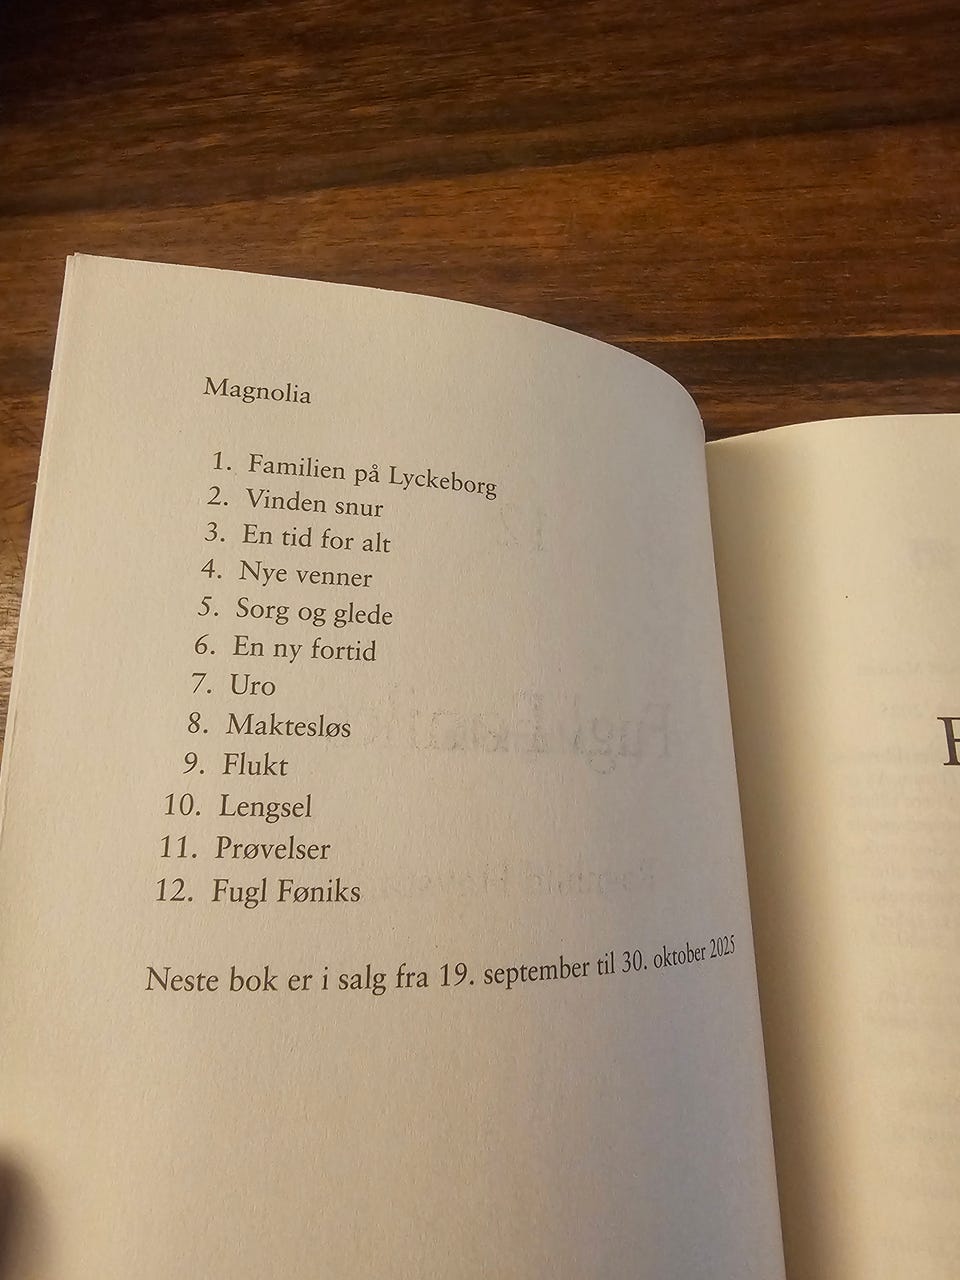 Magnolia
1. Familien på Lyckeborg
2. Vinden snur
3. En tid for alt
4. Nye venner
5. Sorg og glede
6. En ny fortid
7. Uro
8. Maktesløs
9. Flukt
10. Lengsel
11. Prøvelser
12. Fugl Føniks
Neste bok er i salg fra 19. september til 30. oktober 2025